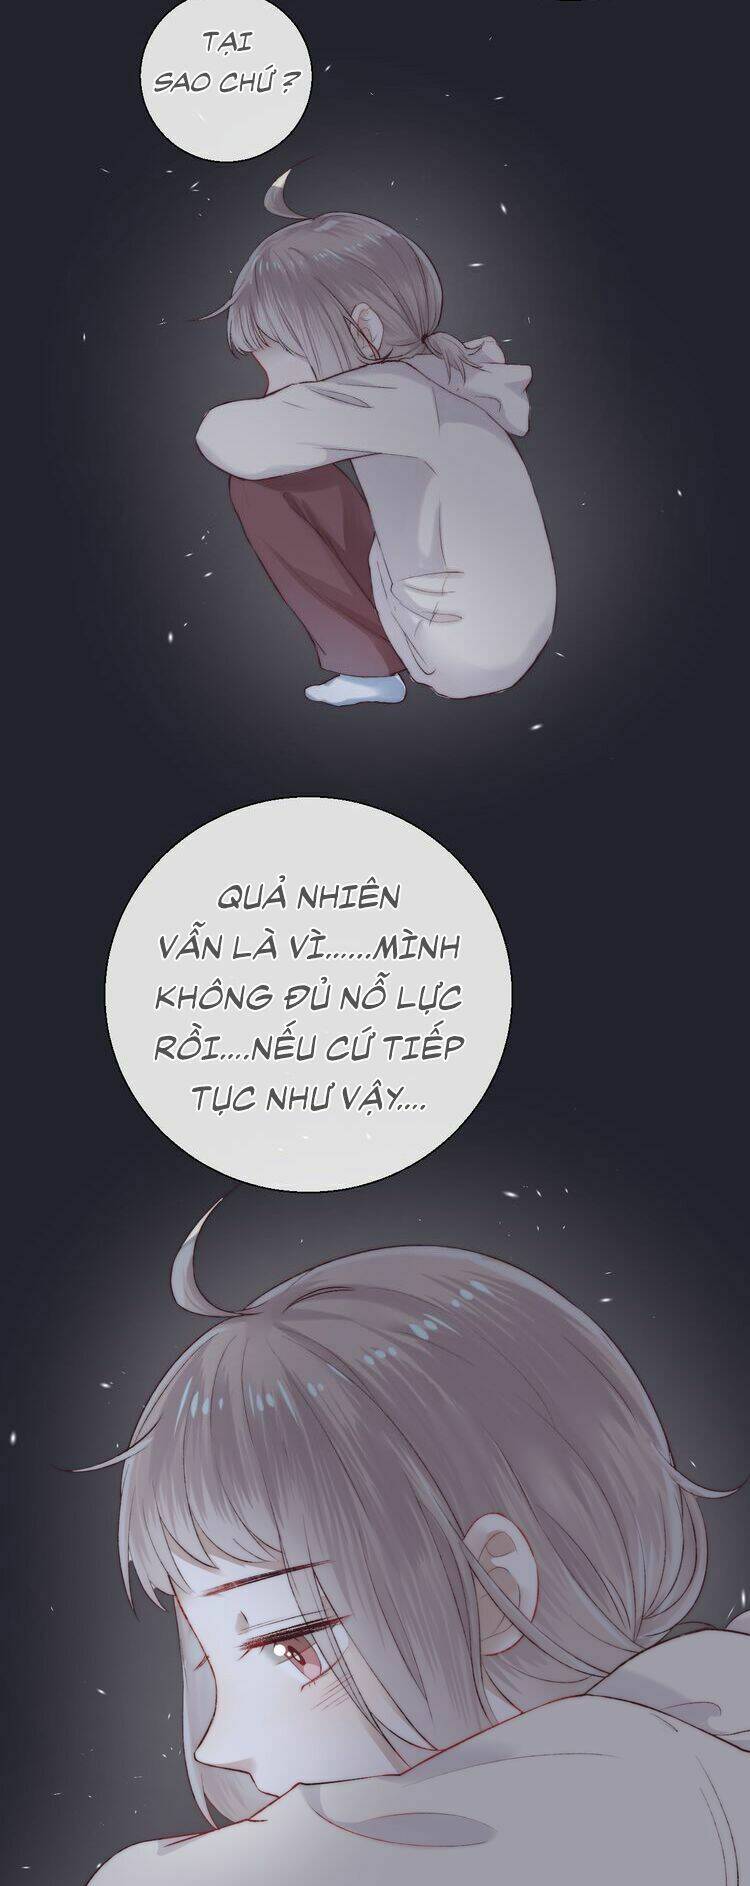 TẠI
SAO CHỨ?
QUẢ NHIÊN
VẪN LÀ VÌ......MÌNH
KHÔNG ĐỦ NỖ LỰC
RỒI....NẾU CỨ TIẾP
TỤC NHƯ VẬY....